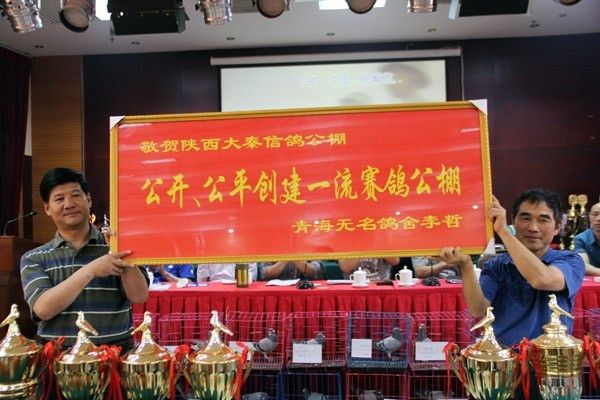 敬贺陕西大秦信鸽公棚
公开、公平创建一流赛鸽公棚
青海无名鸽舍李哲